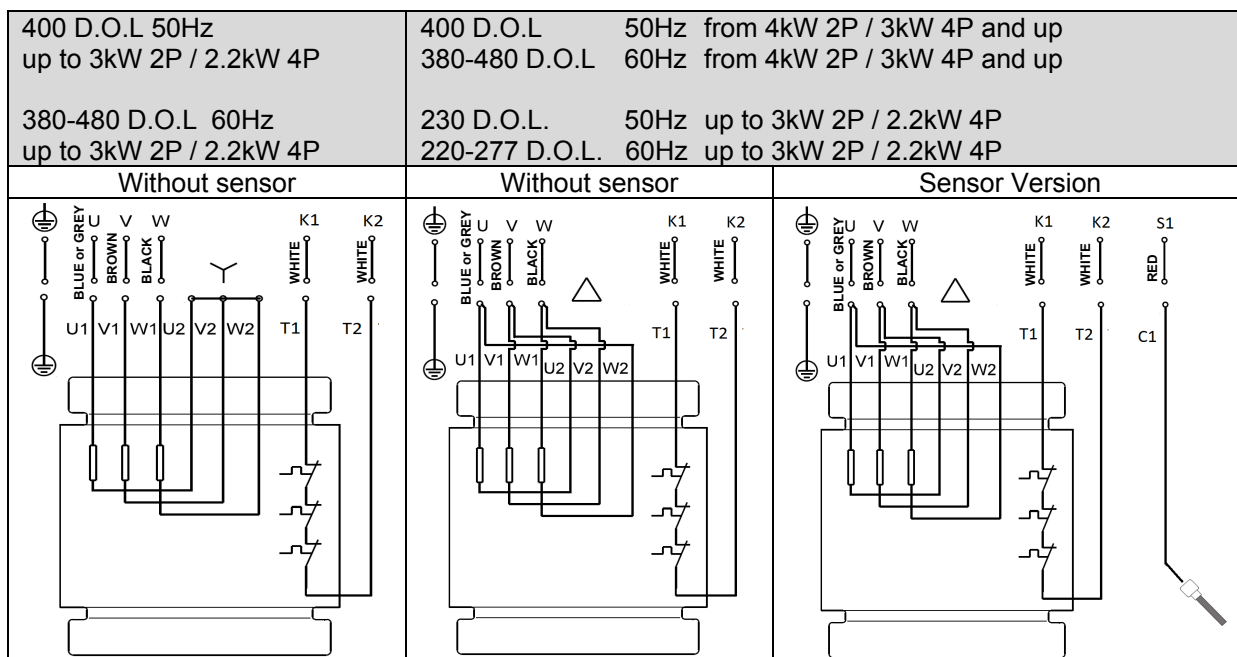 400 D.O.L 50Hz
up to 3kW 2P / 2.2kW 4P
380-480 D.O.L 60Hz
up to 3kW 2P / 2.2kW 4P
400 D.O.L 50Hz from 4kW 2P / 3kW 4P and up
380-480 D.O.L 60Hz from 4kW 2P / 3kW 4P and up
230 D.O.L. 50Hz up to 3kW 2P / 2.2kW 4P
220-277 D.O.L. 60Hz up to 3kW 2P / 2.2kW 4P
Without sensor
U V W K1 K2
BLUE or GREY
BROWN
BLACK
WHITE
WHITE
U1 V1 W1 U2 V2 W2 T1 T2
Without sensor
U V W K1 K2
BLUE or GREY
BROWN
BLACK
WHITE
WHITE
U1 V1 W1 U2 V2 W2 T1 T2
Sensor Version
U V W K1 K2 S1
BLUE or GREY
BROWN
BLACK
WHITE
WHITE
RED
U1 V1 W1 U2 V2 W2 T1 T2 C1